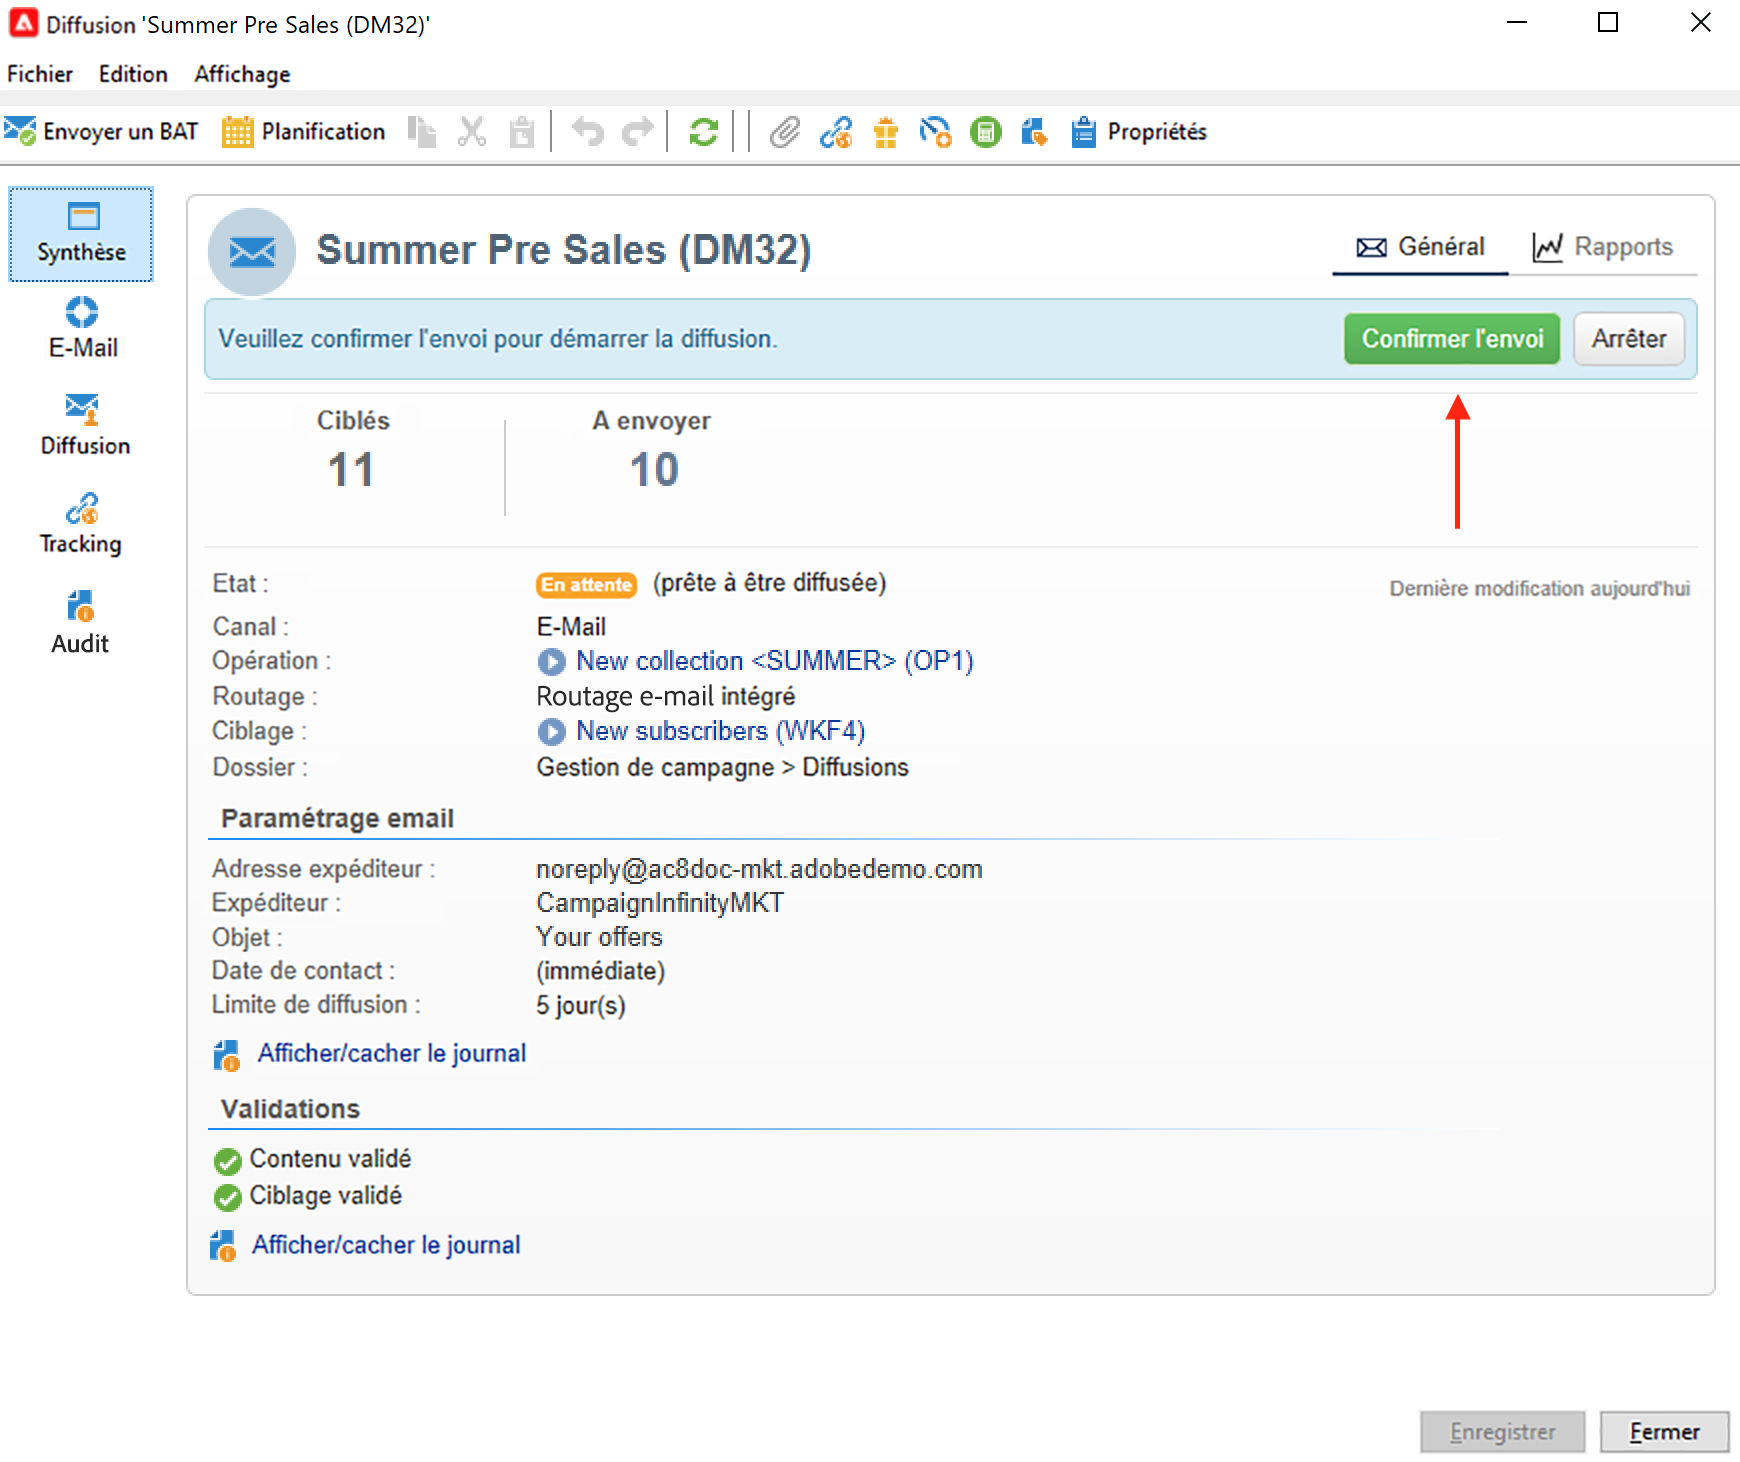 Diffusion 'Summer Pre Sales (DM32)'
Fichier Edition Affichage
Envoyer un BAT Planification Propriétés
Synthèse
E-Mail
Diffusion
Tracking
Audit
Summer Pre Sales (DM32) Général Rapports
Veuillez confirmer l'envoi pour démarrer la diffusion. Confirmer l'envoi Arrêter
Ciblés A envoyer
11 10
Etat : En attente (prête à être diffusée) Dernière modification aujourd'hui
Canal : E-Mail
Opération : New collection <SUMMER> (OP1)
Routage : Routage e-mail intégré
Ciblage : New subscribers (WKF4)
Dossier : Gestion de campagne > Diffusions
Paramétrage email
Adresse expéditeur : noreply@ac8doc-mkt.adobedemo.com
Expéditeur : CampaignInfinityMKT
Objet : Your offers
Date de contact : (immédiate)
Limite de diffusion : 5 jour(s)
Afficher/cacher le journal
Validations
Contenu validé
Ciblage validé
Afficher/cacher le journal
Enregistrer Fermer